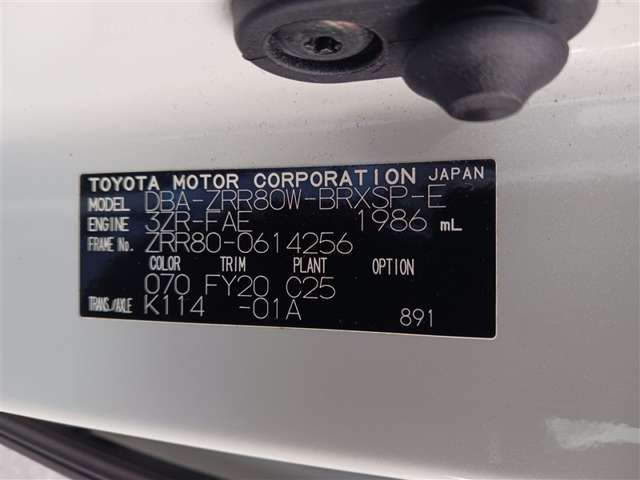 TOYOTA MOTOR CORPORATION JAPAN
MODEL DBA-ZRR80W-BRXSP-E
ENGINE 3ZR-FAE 1986 mL
FRAME No. ZRR80-0614256
COLOR TRIM PLANT OPTION
070 FY20 C25
TRANS./AXLE K114 -01A 891